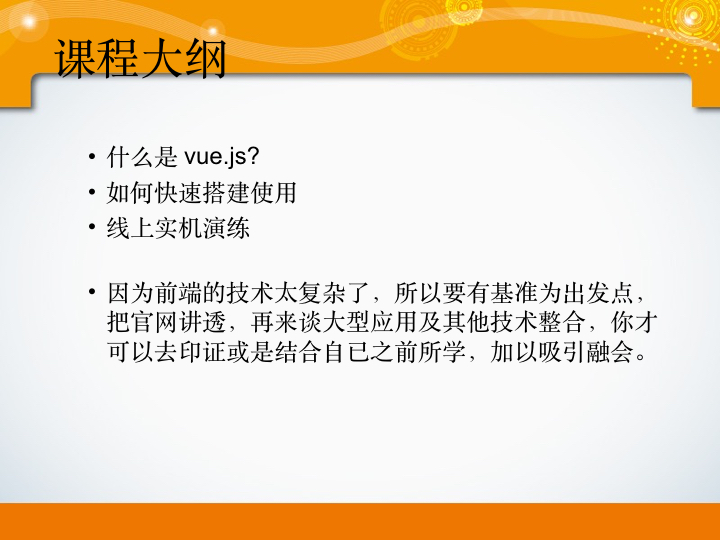 课程大纲
• 什么是 vue.js?
• 如何快速搭建使用
• 线上实机演练
• 因为前端的技术太复杂了，所以要有基准为出发点，
把官网讲透，再来谈大型应用及其他技术整合，你才
可以去印证或是结合自已之前所学，加以吸引融会。